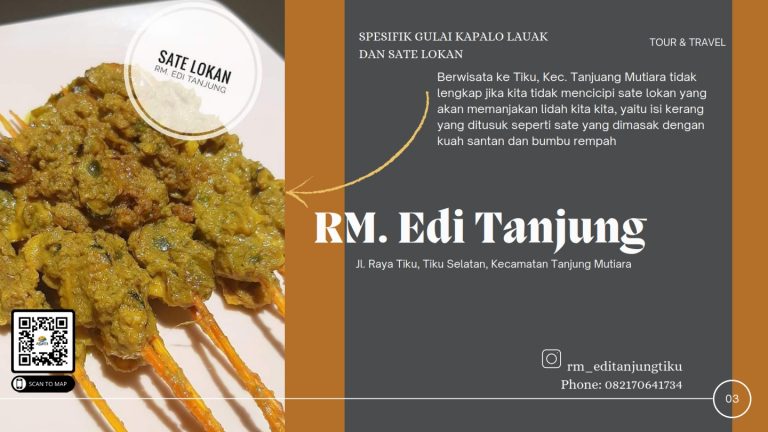 SATE LOKAN
RM. EDI TANJUNG
SPESIFIK GULAI KAPALO LAUAK
DAN SATE LOKAN
TOUR & TRAVEL
Berwisata ke Tiku, Kec. Tanjuang Mutiara tidak
lengkap jika kita tidak mencicipi sate lokan yang
akan memanjakan lidah kita kita, yaitu isi kerang
yang ditusuk seperti sate yang dimasak dengan
kuah santan dan bumbu rempah
RM. Edi Tanjung
Jl. Raya Tiku, Tiku Selatan, Kecamatan Tanjung Mutiara
SCAN TO MAP
rm_editanjungtiku
Phone: 082170641734
03